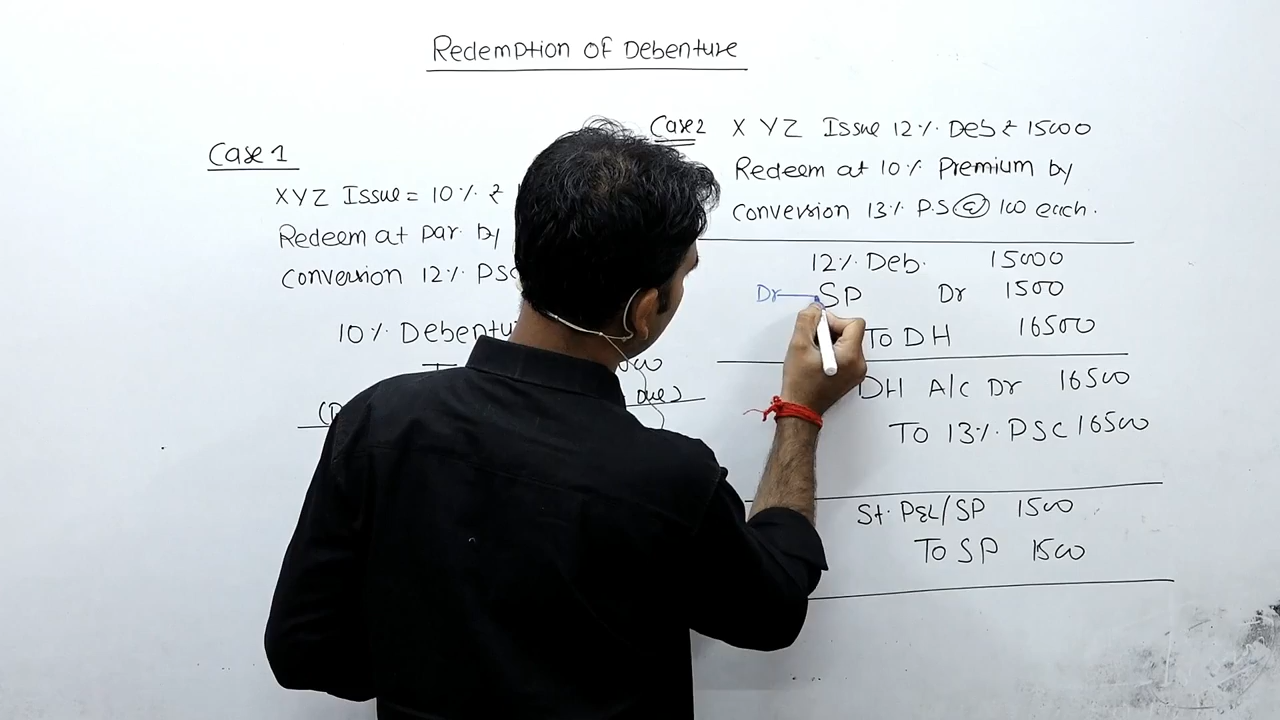 Redemption of Debenture
Case 1
XYZ Issue = 10% ₹
Redeem at par by
conversion 12% PSC
10% Debentu
Case 2 XYZ Issue 12% Deb ₹ 15000
Redeem at 10% Premium by
conversion 13% P.S @ 100 each.
12% Deb. 15000
Dr SP Dr 1500
To DH 16500
DH A/C Dr 16500
To 13% PSC 16500
St. P&L/SP 1500
To SP 1500